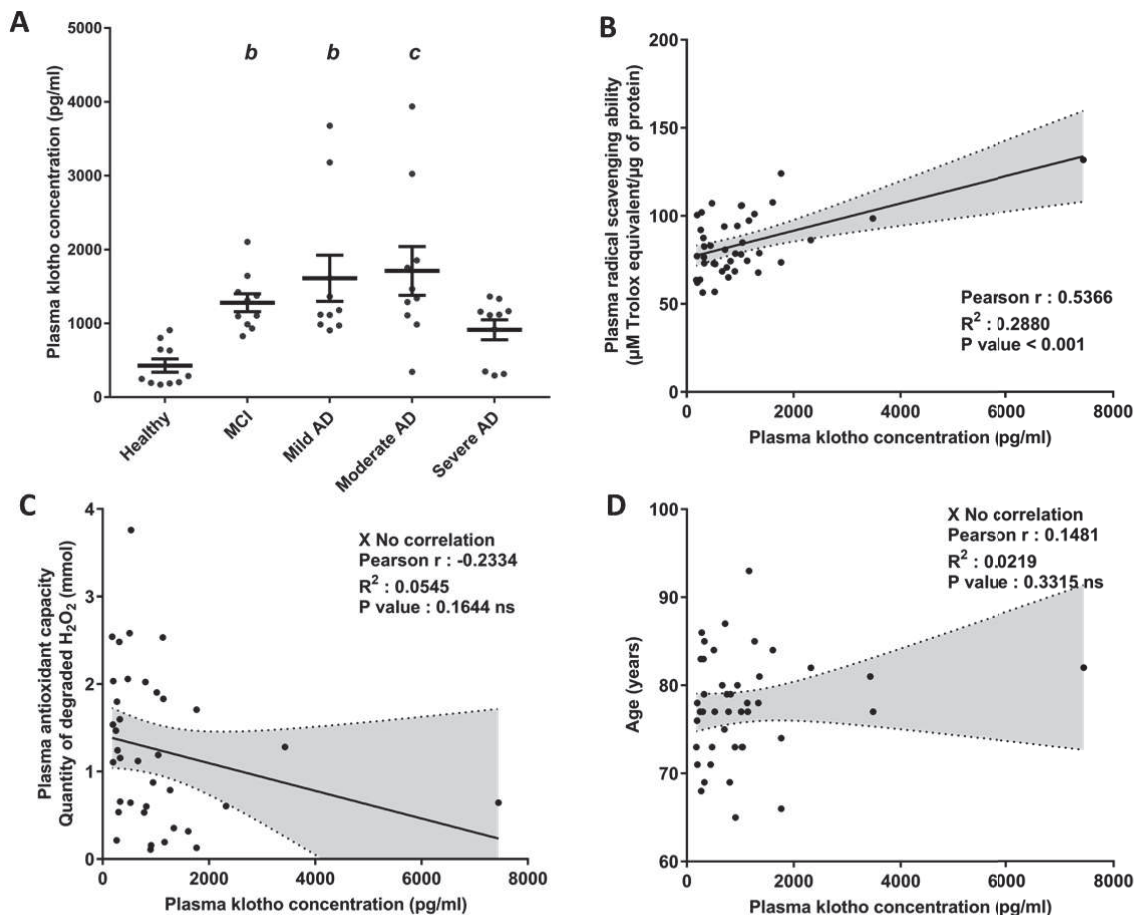 A
Plasma klotho concentration (pg/ml)
5000
4000
3000
2000
1000
0
b
b
c
Healthy
MCI
Mild AD
Moderate AD
Severe AD
B
Plasma radical scavenging ability
(µM Trolox equivalent/µg of protein)
200
150
100
50
0
Pearson r : 0.5366
R² : 0.2880
P value < 0.001
0
2000
4000
6000
8000
Plasma klotho concentration (pg/ml)
C
Plasma antioxidant capacity
Quantity of degraded H₂O₂ (mmol)
4
3
2
1
0
X No correlation
Pearson r : -0.2334
R² : 0.0545
P value : 0.1644 ns
0
2000
4000
6000
8000
Plasma klotho concentration (pg/ml)
D
Age (years)
100
90
80
70
60
X No correlation
Pearson r : 0.1481
R² : 0.0219
P value : 0.3315 ns
0
2000
4000
6000
8000
Plasma klotho concentration (pg/ml)